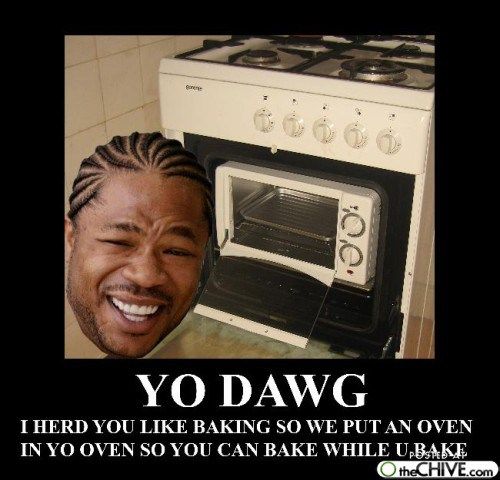 gorenje
YO DAWG
I HERD YOU LIKE BAKING SO WE PUT AN OVEN
IN YO OVEN SO YOU CAN BAKE WHILE U BAKE
POSTED AT
theCHIVE.com